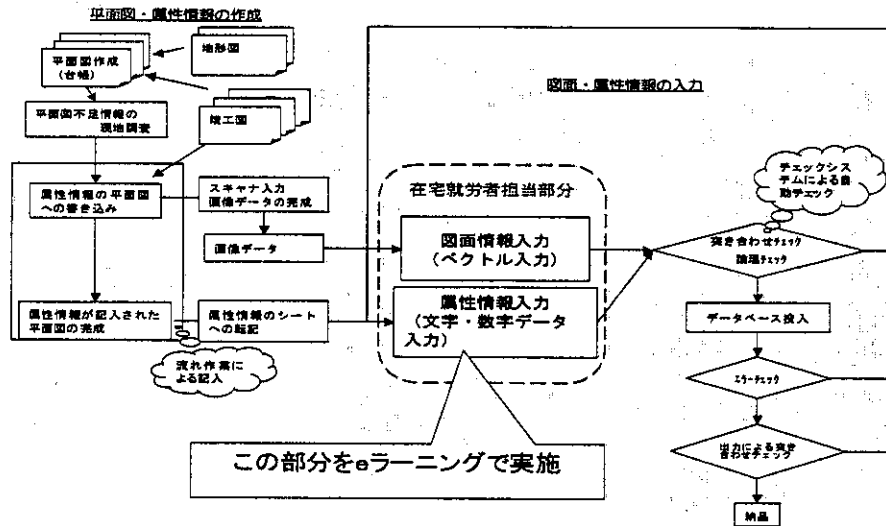 平面図・属性情報の作成
平面図作成
(台帳)
地形図
平面図不足情報の
現地調査
竣工図
属性情報の平面図
への書き込み
スキャナ入力
画像データの完成
画像データ
属性情報が記入された
平面図の完成
属性情報のシート
への転記
流れ作業に
よる記入
図面・属性情報の入力
在宅就労者担当部分
図面情報入力
(ベクトル入力)
属性情報入力
(文字・数字データ
入力)
この部分をeラーニングで実施
チェックシス
テムによる自
動チェック
突き合わせチェック
論理チェック
データベース投入
エラーチェック
出力による突き
合わせチェック
納品